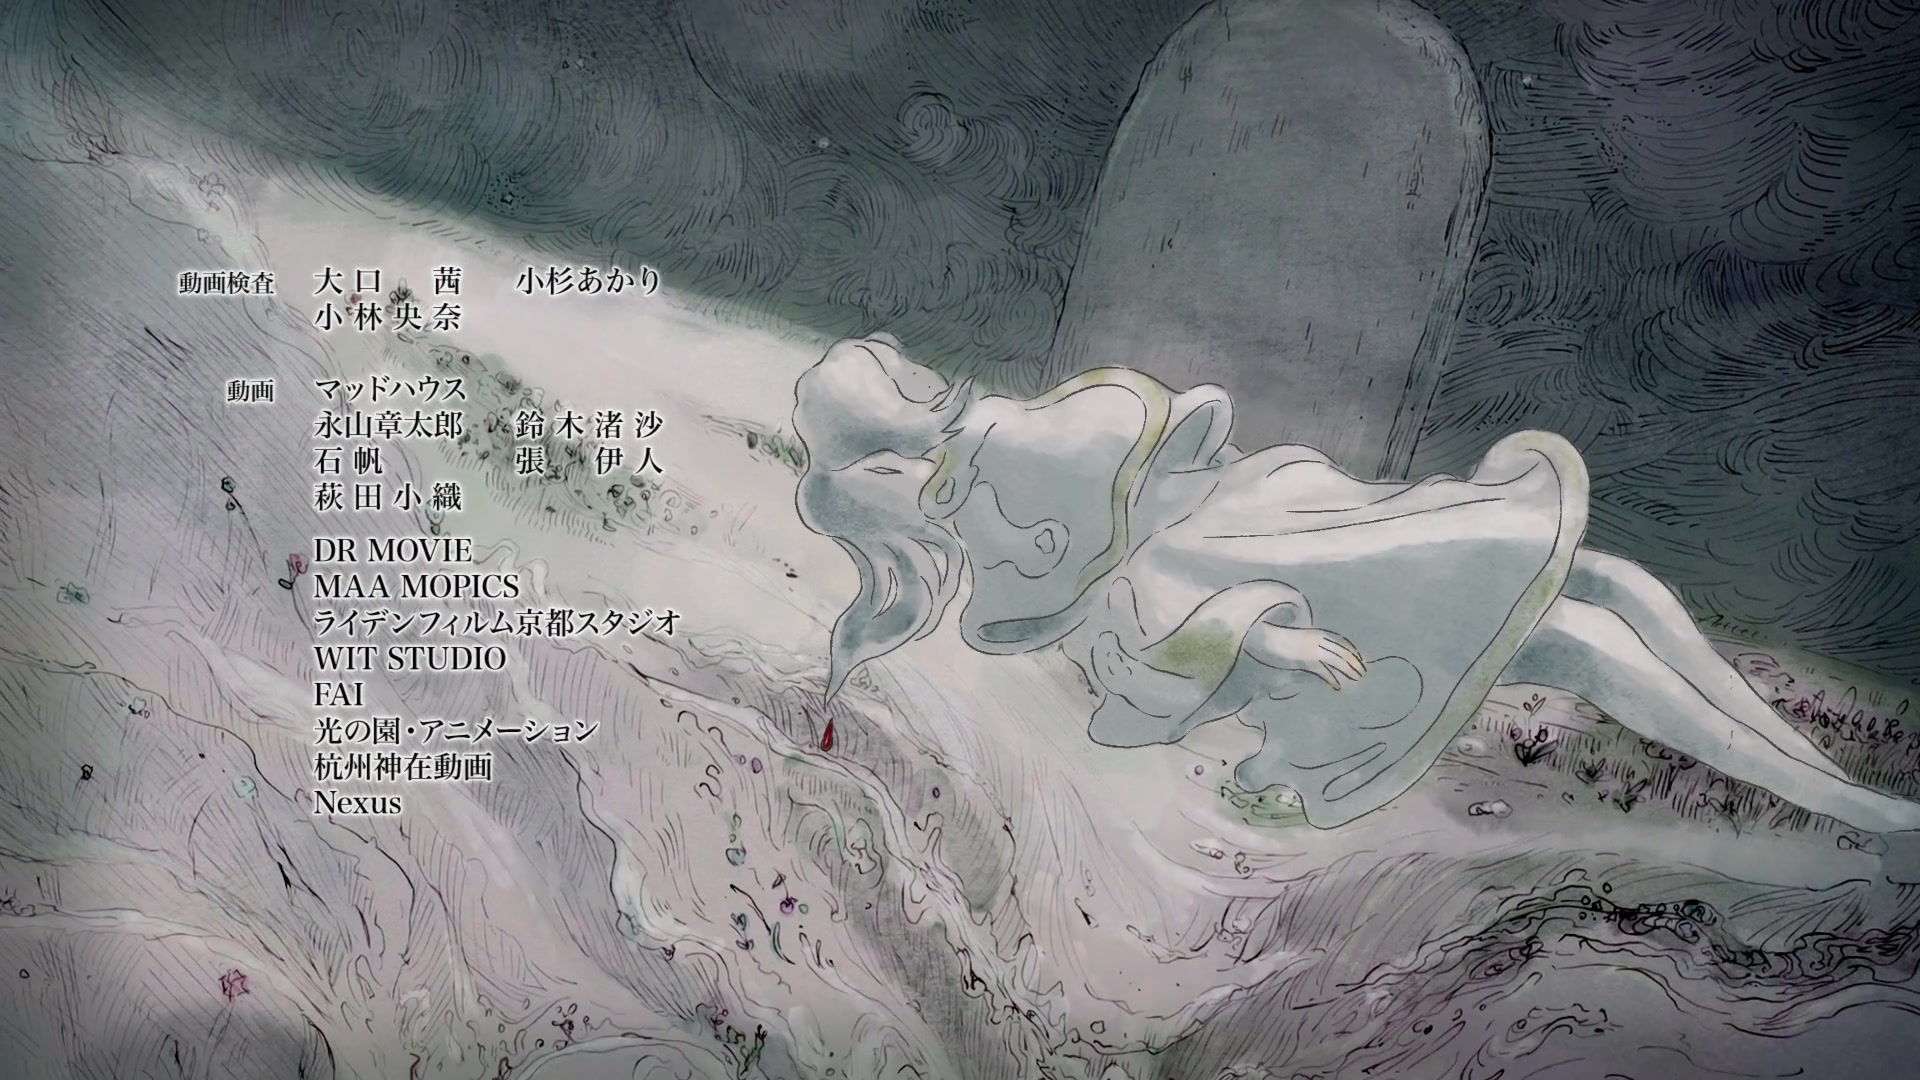 動画検査 大口 茜 小杉あかり
小林央奈
動画 マッドハウス
永山章太郎 鈴木渚沙
石帆 張 伊人
萩田小織
DR MOVIE
MAA MOPICS
ライデンフィルム京都スタジオ
WIT STUDIO
FAI
光の園・アニメーション
杭州神在動画
Nexus